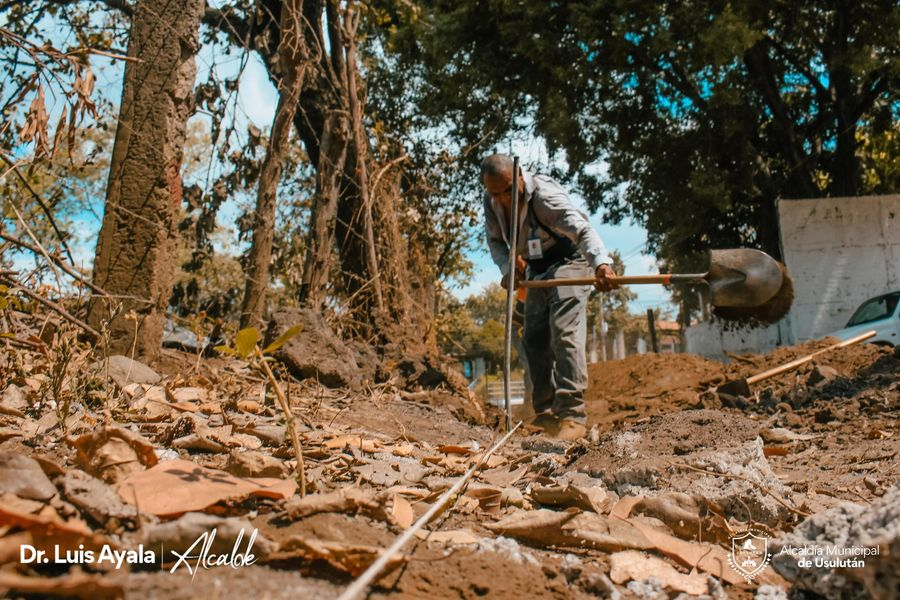 Dr. Luis Ayala | Alcalde
Alcaldía Municipal
de Usulután